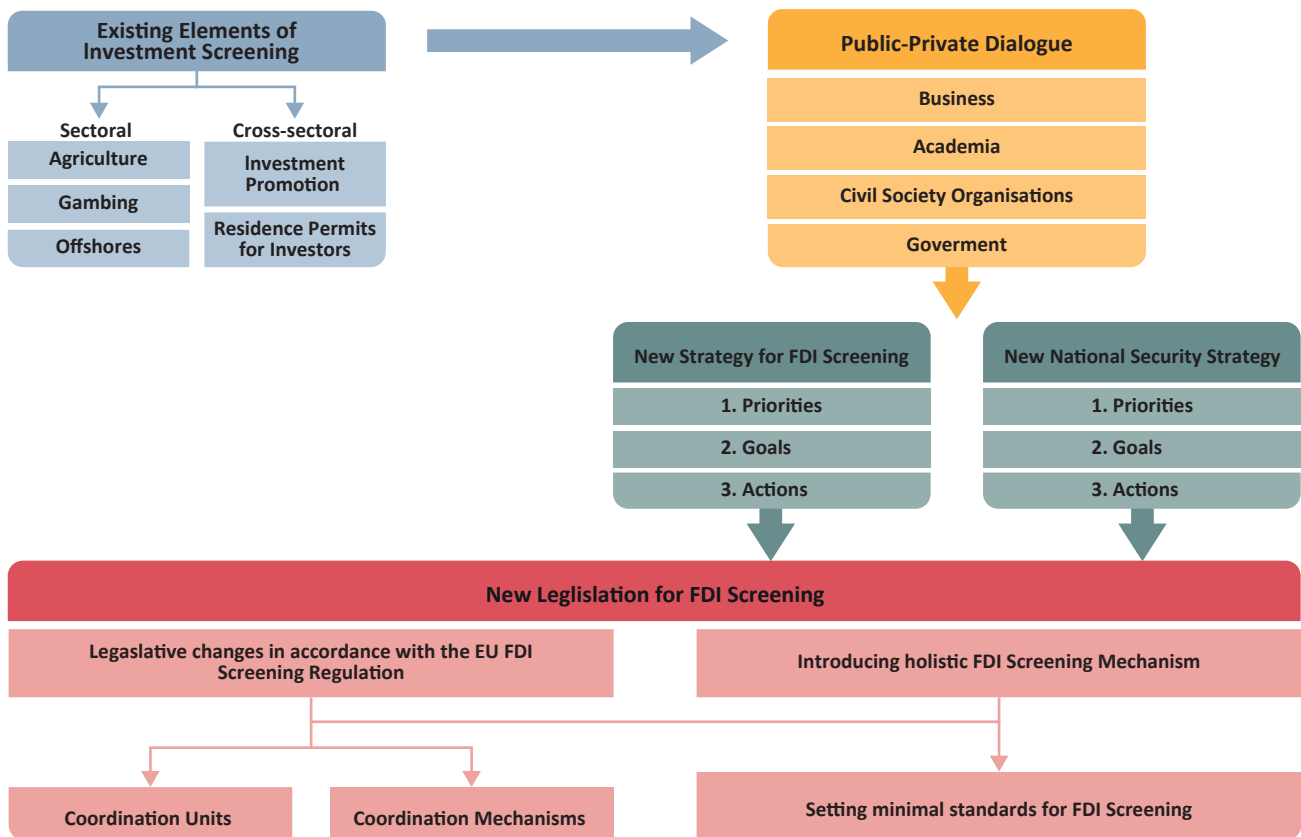 Existing Elements of
Investment Screening
Sectoral
Agriculture
Gambing
Offshores
Cross-sectoral
Investment
Promotion
Residence Permits
for Investors
Public-Private Dialogue
Business
Academia
Civil Society Organisations
Goverment
New Strategy for FDI Screening
1. Priorities
2. Goals
3. Actions
New National Security Strategy
1. Priorities
2. Goals
3. Actions
New Leglislation for FDI Screening
Legaslative changes in accordance with the EU FDI
Screening Regulation
Introducing holistic FDI Screening Mechanism
Coordination Units
Coordination Mechanisms
Setting minimal standards for FDI Screening